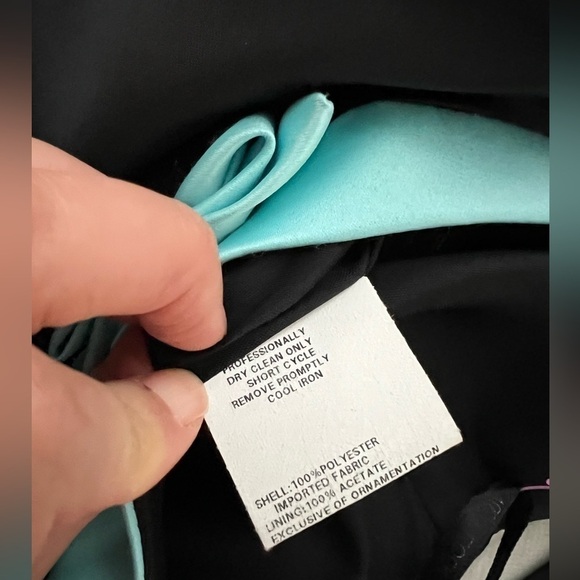 PROFESSIONALLY
DRY CLEAN ONLY
SHORT CYCLE
REMOVE PROMPTLY
COOL IRON
SHELL:100%POLYESTER
IMPORTED FABRIC
LINING:100% ACETATE
EXCLUSIVE OF ORNAMENTATION